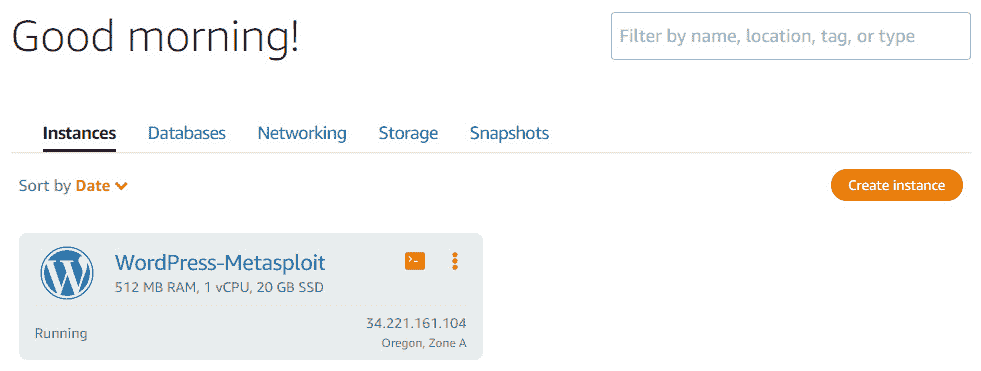 Good morning!
Filter by name, location, tag, or type
Instances Databases Networking Storage Snapshots
Sort by Date
Create instance
WordPress-Metasploit
512 MB RAM, 1 vCPU, 20 GB SSD
Running
34.221.161.104
Oregon, Zone A